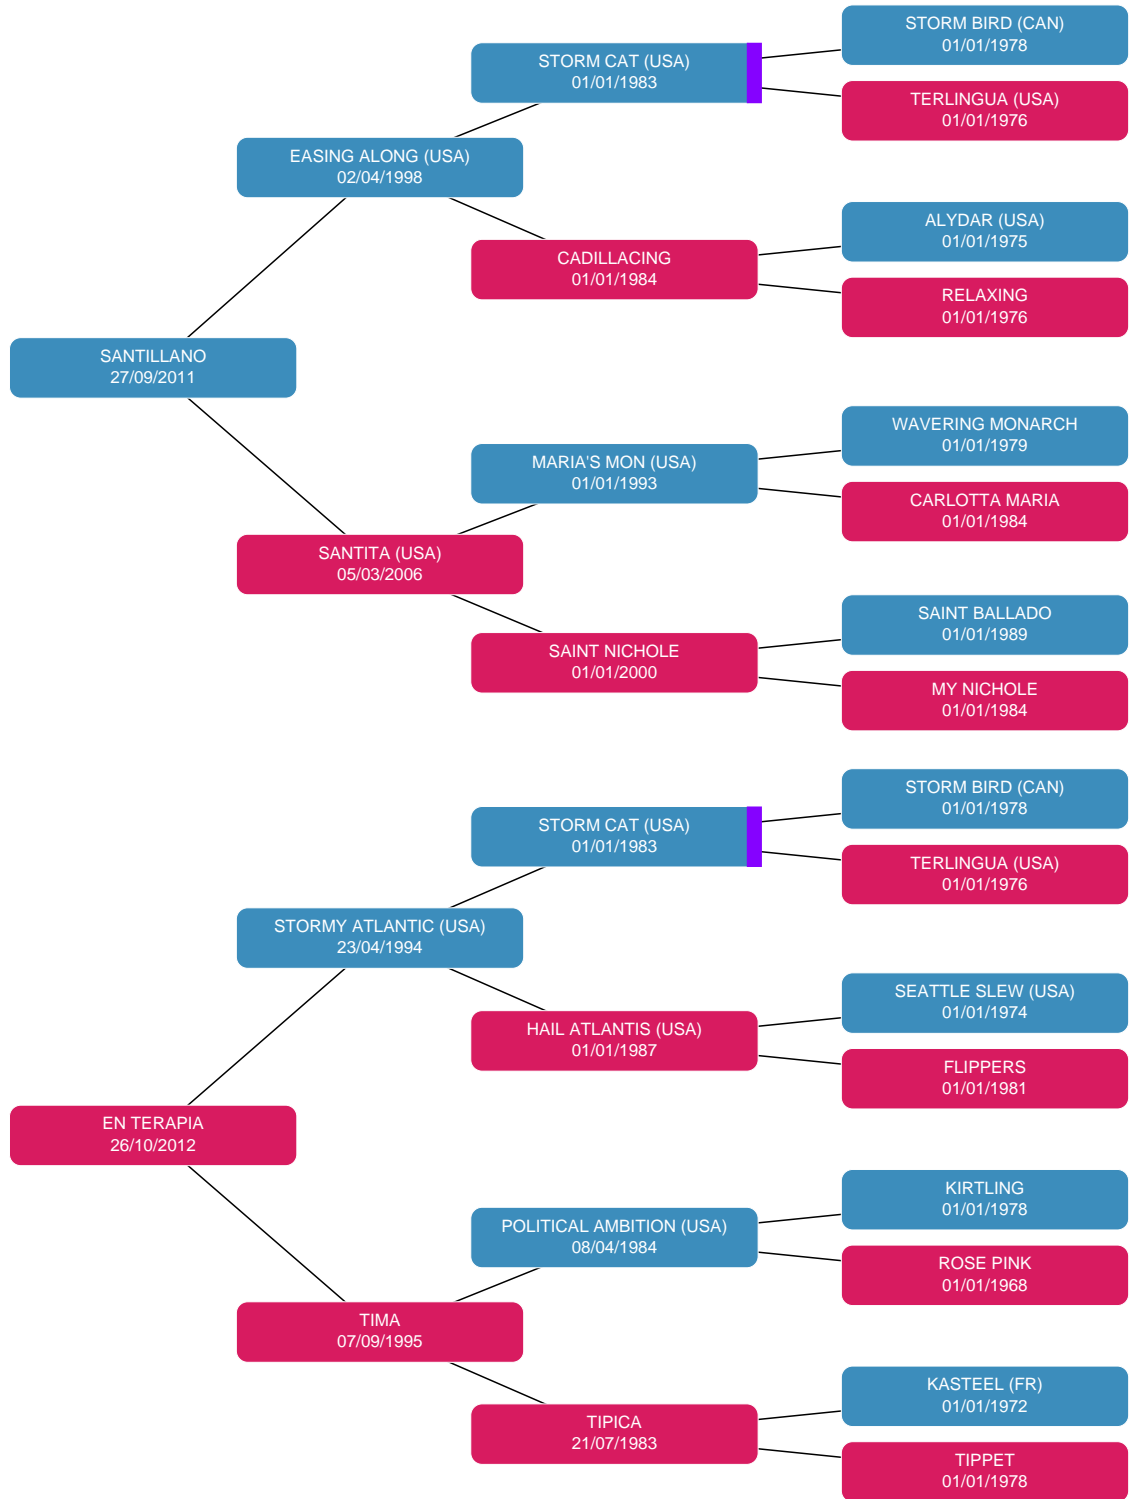 STORM BIRD (CAN)
01/01/1978
STORM CAT (USA)
01/01/1983
TERLINGUA (USA)
01/01/1976
EASING ALONG (USA)
02/04/1998
ALYDAR (USA)
01/01/1975
CADILLACING
01/01/1984
RELAXING
01/01/1976
SANTILLANO
27/09/2011
WAVERING MONARCH
01/01/1979
MARIA'S MON (USA)
01/01/1993
CARLOTTA MARIA
01/01/1984
SANTITA (USA)
05/03/2006
SAINT BALLADO
01/01/1989
SAINT NICHOLE
01/01/2000
MY NICHOLE
01/01/1984
STORM BIRD (CAN)
01/01/1978
STORM CAT (USA)
01/01/1983
TERLINGUA (USA)
01/01/1976
STORMY ATLANTIC (USA)
23/04/1994
SEATTLE SLEW (USA)
01/01/1974
HAIL ATLANTIS (USA)
01/01/1987
FLIPPERS
01/01/1981
EN TERAPIA
26/10/2012
KIRTLING
01/01/1978
POLITICAL AMBITION (USA)
08/04/1984
ROSE PINK
01/01/1968
TIMA
07/09/1995
KASTEEL (FR)
01/01/1972
TIPICA
21/07/1983
TIPPET
01/01/1978